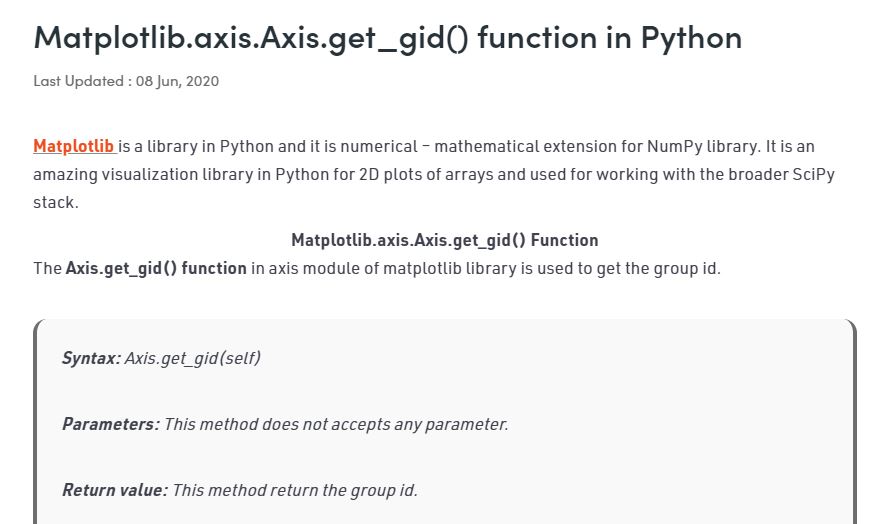 Matplotlib.axis.Axis.get_gid() function in Python
Last Updated : 08 Jun, 2020
Matplotlib is a library in Python and it is numerical – mathematical extension for NumPy library. It is an
amazing visualization library in Python for 2D plots of arrays and used for working with the broader SciPy
stack.
Matplotlib.axis.Axis.get_gid() Function
The Axis.get_gid() function in axis module of matplotlib library is used to get the group id.
Syntax: Axis.get_gid(self)
Parameters: This method does not accepts any parameter.
Return value: This method return the group id.